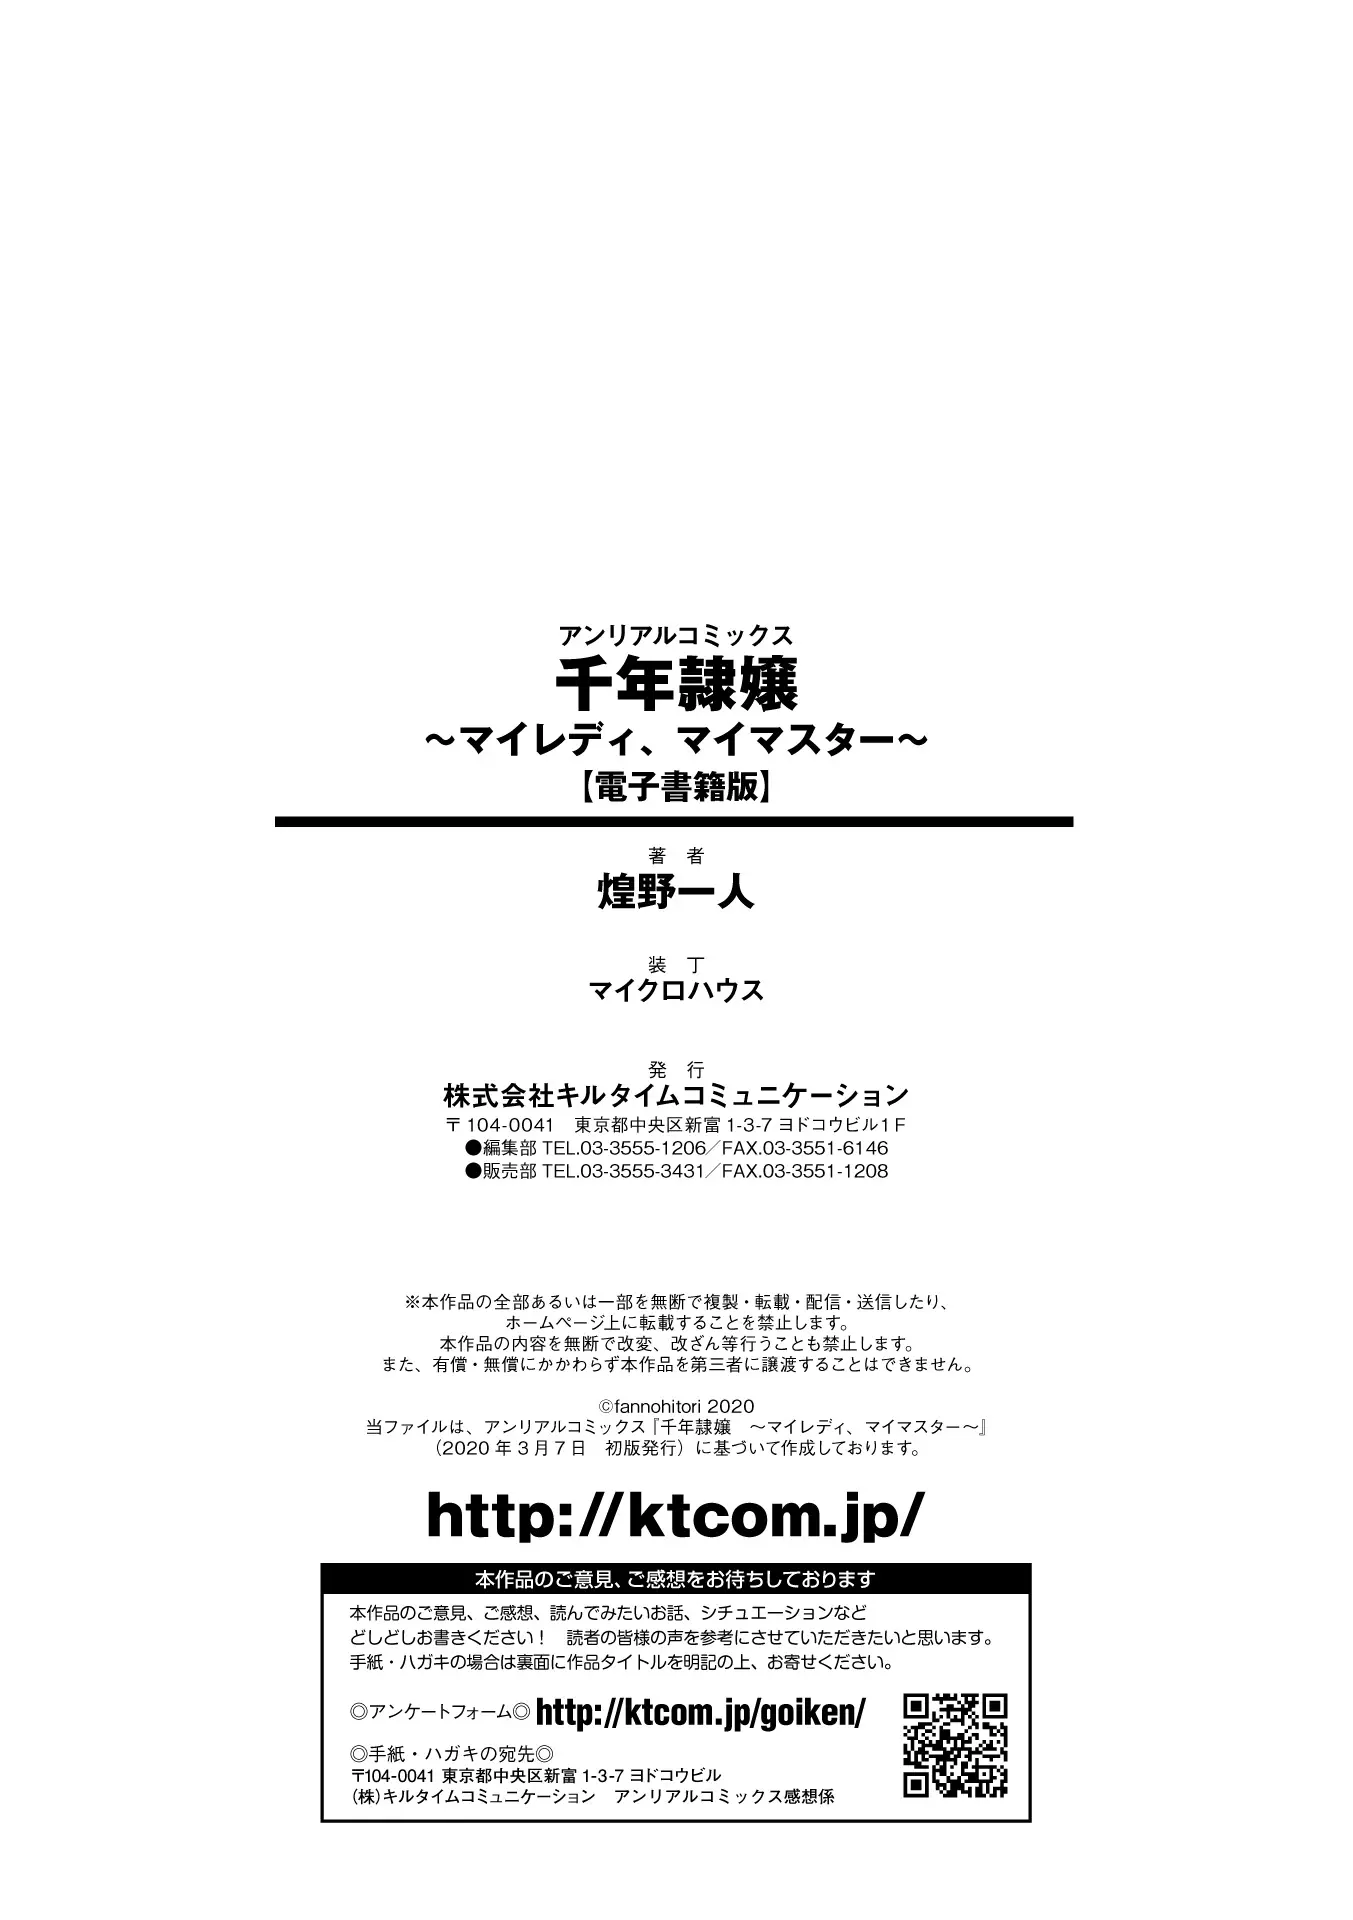 アンリアルコミックス
千年隷嬢
～マイレディ、マイマスター～
【電子書籍版】
著　者
煌野一人
装　丁
マイクロハウス
発　行
株式会社キルタイムコミュニケーション
〒104-0041　東京都中央区新富1-3-7ヨドコウビル1F
●編集部 TEL.03-3555-1206／FAX.03-3551-6146
●販売部 TEL.03-3555-3431／FAX.03-3551-1208
※本作品の全部あるいは一部を無断で複製・転載・配信・送信したり、
ホームページ上に転載することを禁止します。
本作品の内容を無断で改変、改ざん等行うことも禁止します。
また、有償・無償にかかわらず本作品を第三者に譲渡することはできません。
©fannohitori 2020
当ファイルは、アンリアルコミックス『千年隷嬢　～マイレディ、マイマスター～』
（2020年3月7日　初版発行）に基づいて作成しております。
http://ktcom.jp/
本作品のご意見、ご感想をお待ちしております
本作品のご意見、ご感想、読んでみたいお話、シチュエーションなど
どしどしお書きください！　読者の皆様の声を参考にさせていただきたいと思います。
手紙・ハガキの場合は裏面に作品タイトルを明記の上、お寄せください。
◎アンケートフォーム◎ http://ktcom.jp/goiken/
◎手紙・ハガキの宛先◎
〒104-0041 東京都中央区新富1-3-7ヨドコウビル
（株）キルタイムコミュニケーション　アンリアルコミックス感想係